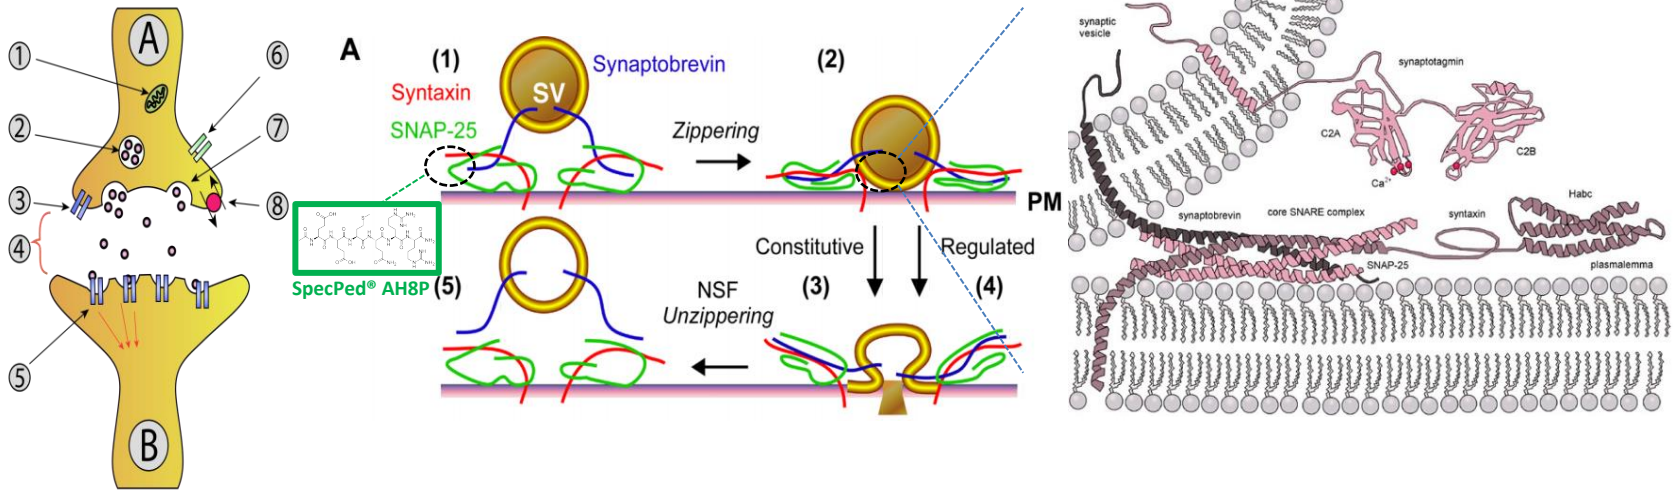 A
1
2
3
4
5
6
7
8
B
A
(1)
SV
Synaptobrevin
Syntaxin
SNAP-25
Zippering
(2)
PM
SpecPed® AH8P
Constitutive
Regulated
(3)
(4)
(5)
NSF
Unzippering
synaptic
vesicle
synaptotagmin
C2A
C2B
Ca2+
synaptobrevin
core SNARE complex
syntaxin
Habc
SNAP-25
plasmalemma